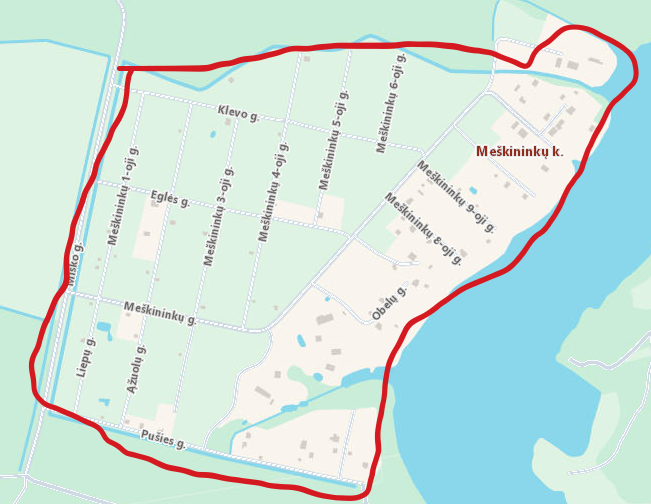 Klevo g.
Meškininkų 6-oji g.
Meškininkų 5-oji g.
Meškininkų k.
Meškininkų 1-oji g.
Meškininkų 4-oji g.
Meškininkų 3-oji g.
Eglės g.
Meškininkų 9-oji g.
Meškininkų 8-oji g.
Miško g.
Meškininkų g.
Obelų g.
Liepų g.
Ąžuolų g.
Pušies g.